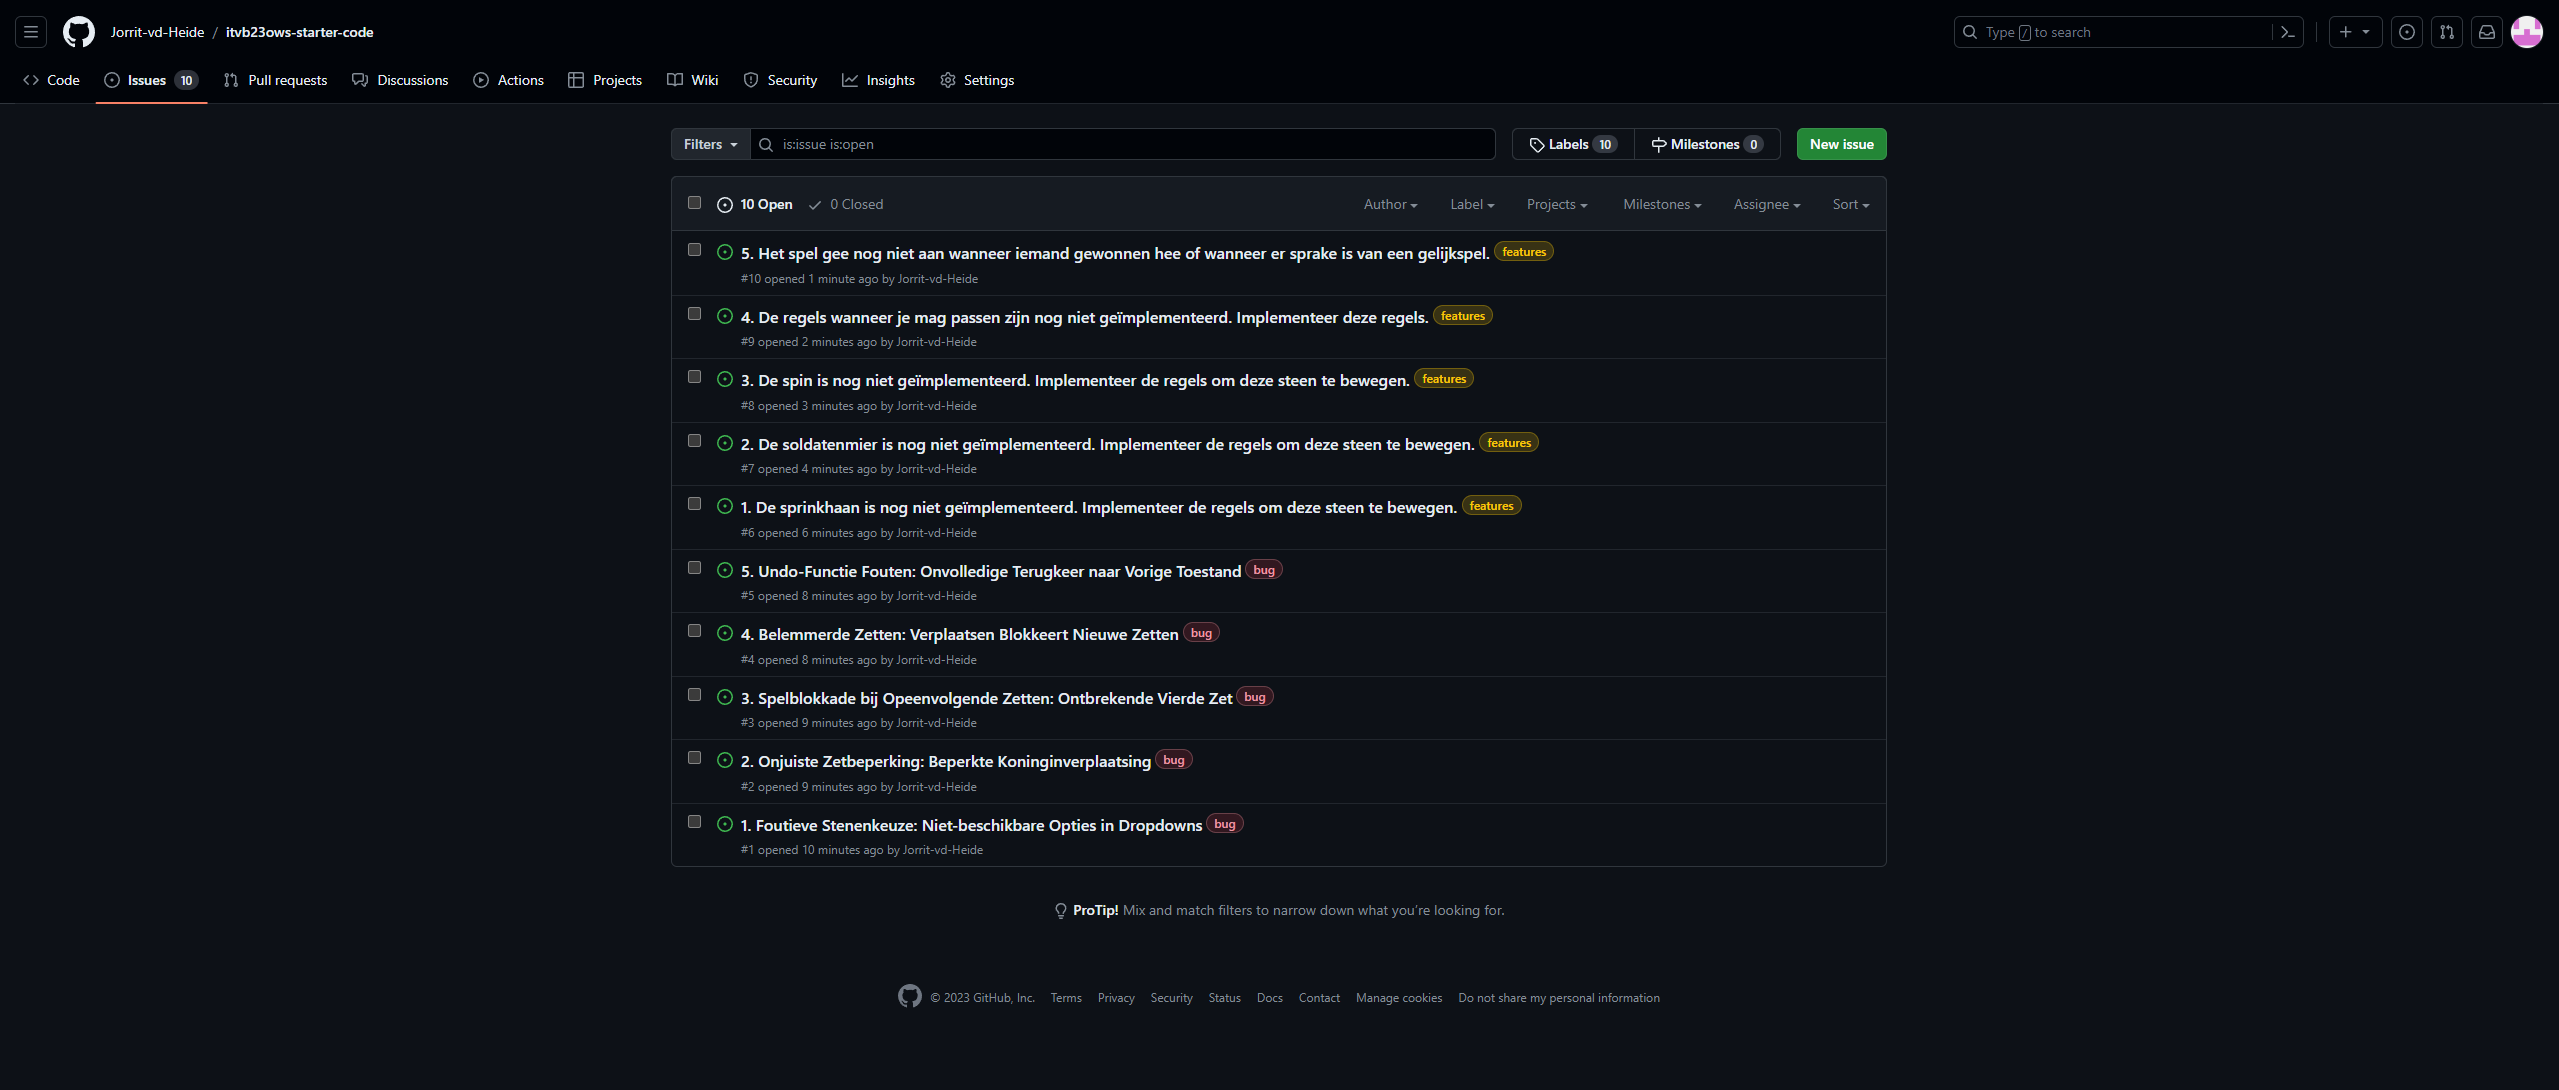 Jorrit-vd-Heide / itvb23ows-starter-code
Type / to search
Code
Issues 10
Pull requests
Discussions
Actions
Projects
Wiki
Security
Insights
Settings
Filters
is:issue is:open
Labels 10
Milestones 0
New issue
10 Open
0 Closed
Author
Label
Projects
Milestones
Assignee
Sort
5. Het spel gee nog niet aan wanneer iemand gewonnen hee of wanneer er sprake is van een gelijkspel. features
#10 opened 1 minute ago by Jorrit-vd-Heide
4. De regels wanneer je mag passen zijn nog niet geïmplementeerd. Implementeer deze regels. features
#9 opened 2 minutes ago by Jorrit-vd-Heide
3. De spin is nog niet geïmplementeerd. Implementeer de regels om deze steen te bewegen. features
#8 opened 3 minutes ago by Jorrit-vd-Heide
2. De soldatenmier is nog niet geïmplementeerd. Implementeer de regels om deze steen te bewegen. features
#7 opened 4 minutes ago by Jorrit-vd-Heide
1. De sprinkhaan is nog niet geïmplementeerd. Implementeer de regels om deze steen te bewegen. features
#6 opened 6 minutes ago by Jorrit-vd-Heide
5. Undo-Functie Fouten: Onvolledige Terugkeer naar Vorige Toestand bug
#5 opened 8 minutes ago by Jorrit-vd-Heide
4. Belemmerde Zetten: Verplaatsen Blokkeert Nieuwe Zetten bug
#4 opened 8 minutes ago by Jorrit-vd-Heide
3. Spelblokkade bij Opeenvolgende Zetten: Ontbrekende Vierde Zet bug
#3 opened 9 minutes ago by Jorrit-vd-Heide
2. Onjuiste Zetbeperking: Beperkte Koninginverplaatsing bug
#2 opened 9 minutes ago by Jorrit-vd-Heide
1. Foutieve Stenenkeuze: Niet-beschikbare Opties in Dropdowns bug
#1 opened 10 minutes ago by Jorrit-vd-Heide
ProTip! Mix and match filters to narrow down what you're looking for.
© 2023 GitHub, Inc.
Terms
Privacy
Security
Status
Docs
Contact
Manage cookies
Do not share my personal information